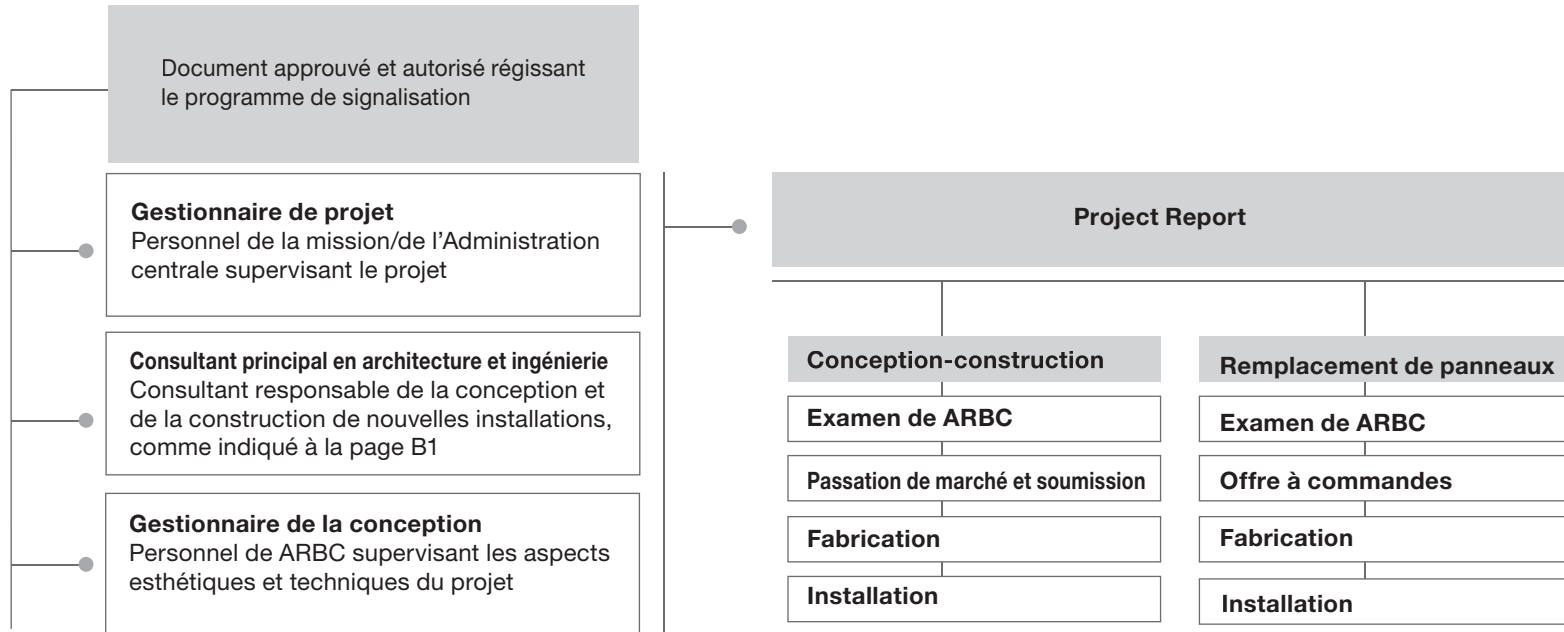 Document approuvé et autorisé régissant
le programme de signalisation
Gestionnaire de projet
Personnel de la mission/de l’Administration
centrale supervisant le projet
Consultant principal en architecture et ingénierie
Consultant responsable de la conception et
de la construction de nouvelles installations,
comme indiqué à la page B1
Gestionnaire de la conception
Personnel de ARBC supervisant les aspects
esthétiques et techniques du projet
Project Report
Conception-construction
Examen de ARBC
Passation de marché et soumission
Fabrication
Installation
Remplacement de panneaux
Examen de ARBC
Offre à commandes
Fabrication
Installation